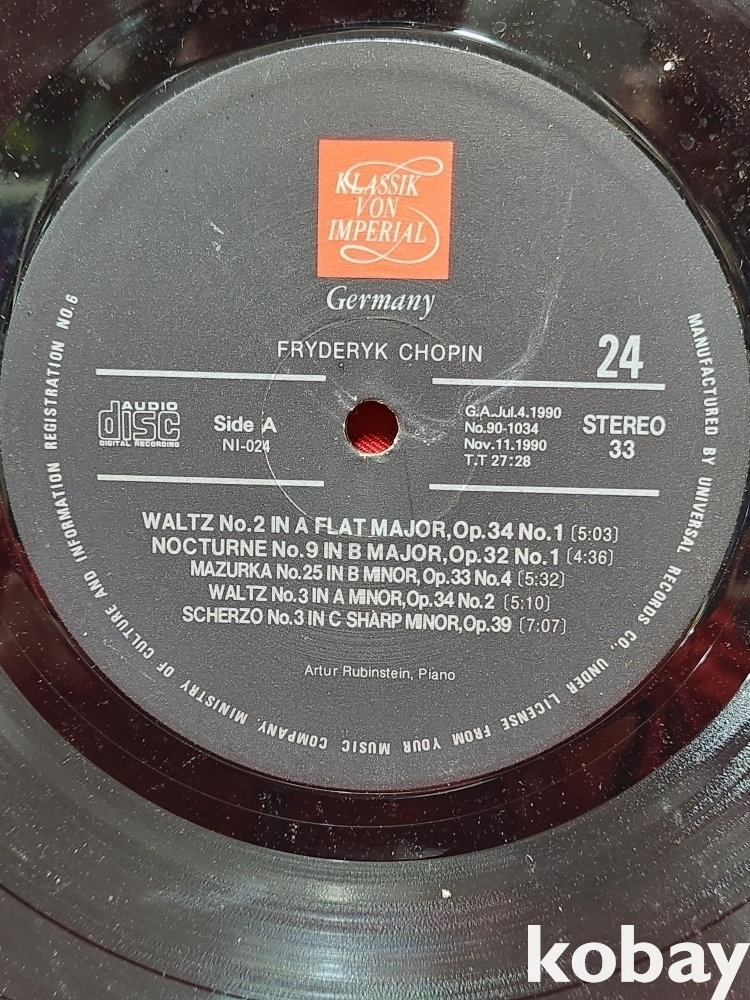 KLASSIK
VON
IMPERIAL
Germany
FRYDERYK CHOPIN
24
AUDIO
disc
DIGITAL RECORDING
Side A
NI-024
G.A.Jul.4.1990
No.90-1034
Nov.11.1990
T.T 27:28
STEREO
33
WALTZ No.2 IN A FLAT MAJOR,Op.34 No.1 (5:03)
NOCTURNE No.9 IN B MAJOR,Op.32 No.1 (4:36)
MAZURKA No.25 IN B MINOR,Op.33 No.4 (5:32)
WALTZ No.3 IN A MINOR,Op.34 No.2 (5:10)
SCHERZO No.3 IN C SHARP MINOR,Op.39 (7:07)
Artur Rubinstein, Piano
MANUFACTURED BY UNIVERSAL RECORDS CO., UNDER LICENSE FROM YOUR MUSIC COMPANY. MINISTRY OF CULTURE AND INFORMATION REGISTRATION NO.6
kobay